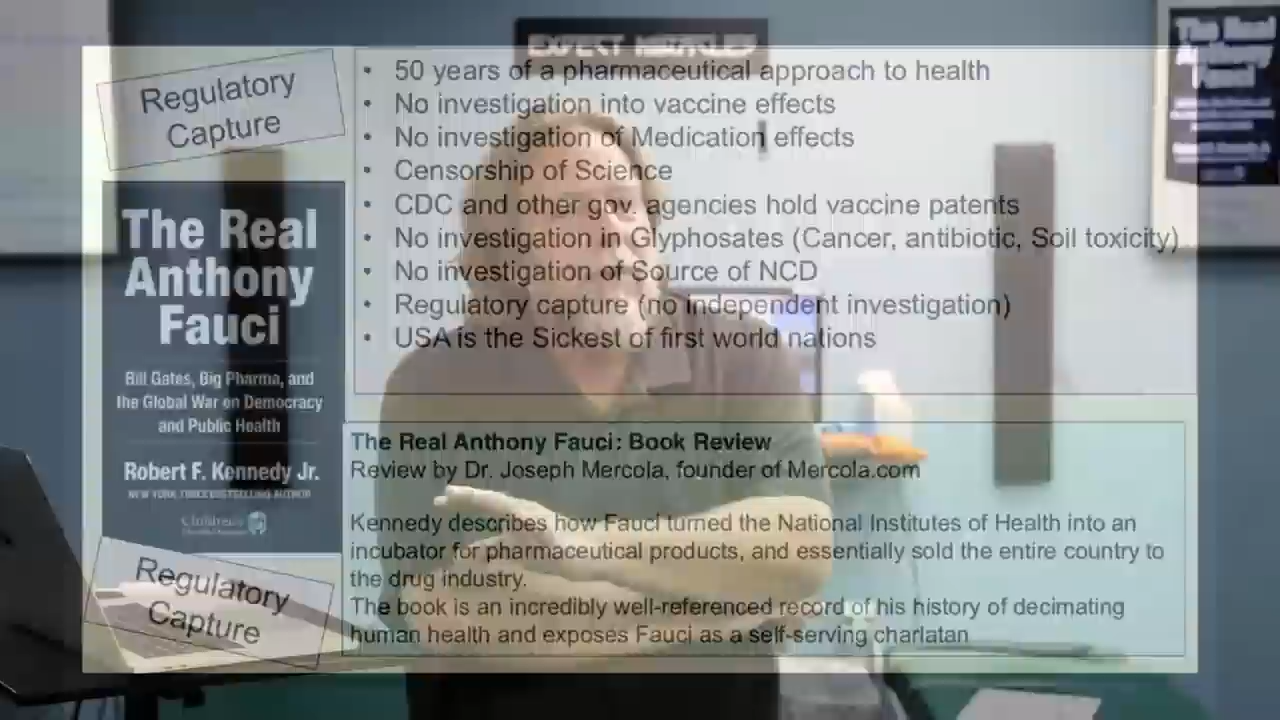 EXPECT MIRACLES
The Real
Anthony
Fauci
Regulatory
Capture
• 50 years of a pharmaceutical approach to health
• No investigation into vaccine effects
• No investigation of Medication effects
• Censorship of Science
• CDC and other gov. agencies hold vaccine patents
• No investigation in Glyphosates (Cancer, antibiotic, Soil toxicity)
• No investigation of Source of NCD
• Regulatory capture (no independent investigation)
• USA is the Sickest of first world nations
The Real
Anthony
Fauci
Bill Gates, Big Pharma, and
the Global War on Democracy
and Public Health
Robert F. Kennedy Jr.
NEW YORK TIMES BESTSELLING AUTHOR
Children's
Regulatory
Capture
The Real Anthony Fauci: Book Review
Review by Dr. Joseph Mercola, founder of Mercola.com
Kennedy describes how Fauci turned the National Institutes of Health into an
incubator for pharmaceutical products, and essentially sold the entire country to
the drug industry.
The book is an incredibly well-referenced record of his history of decimating
human health and exposes Fauci as a self-serving charlatan